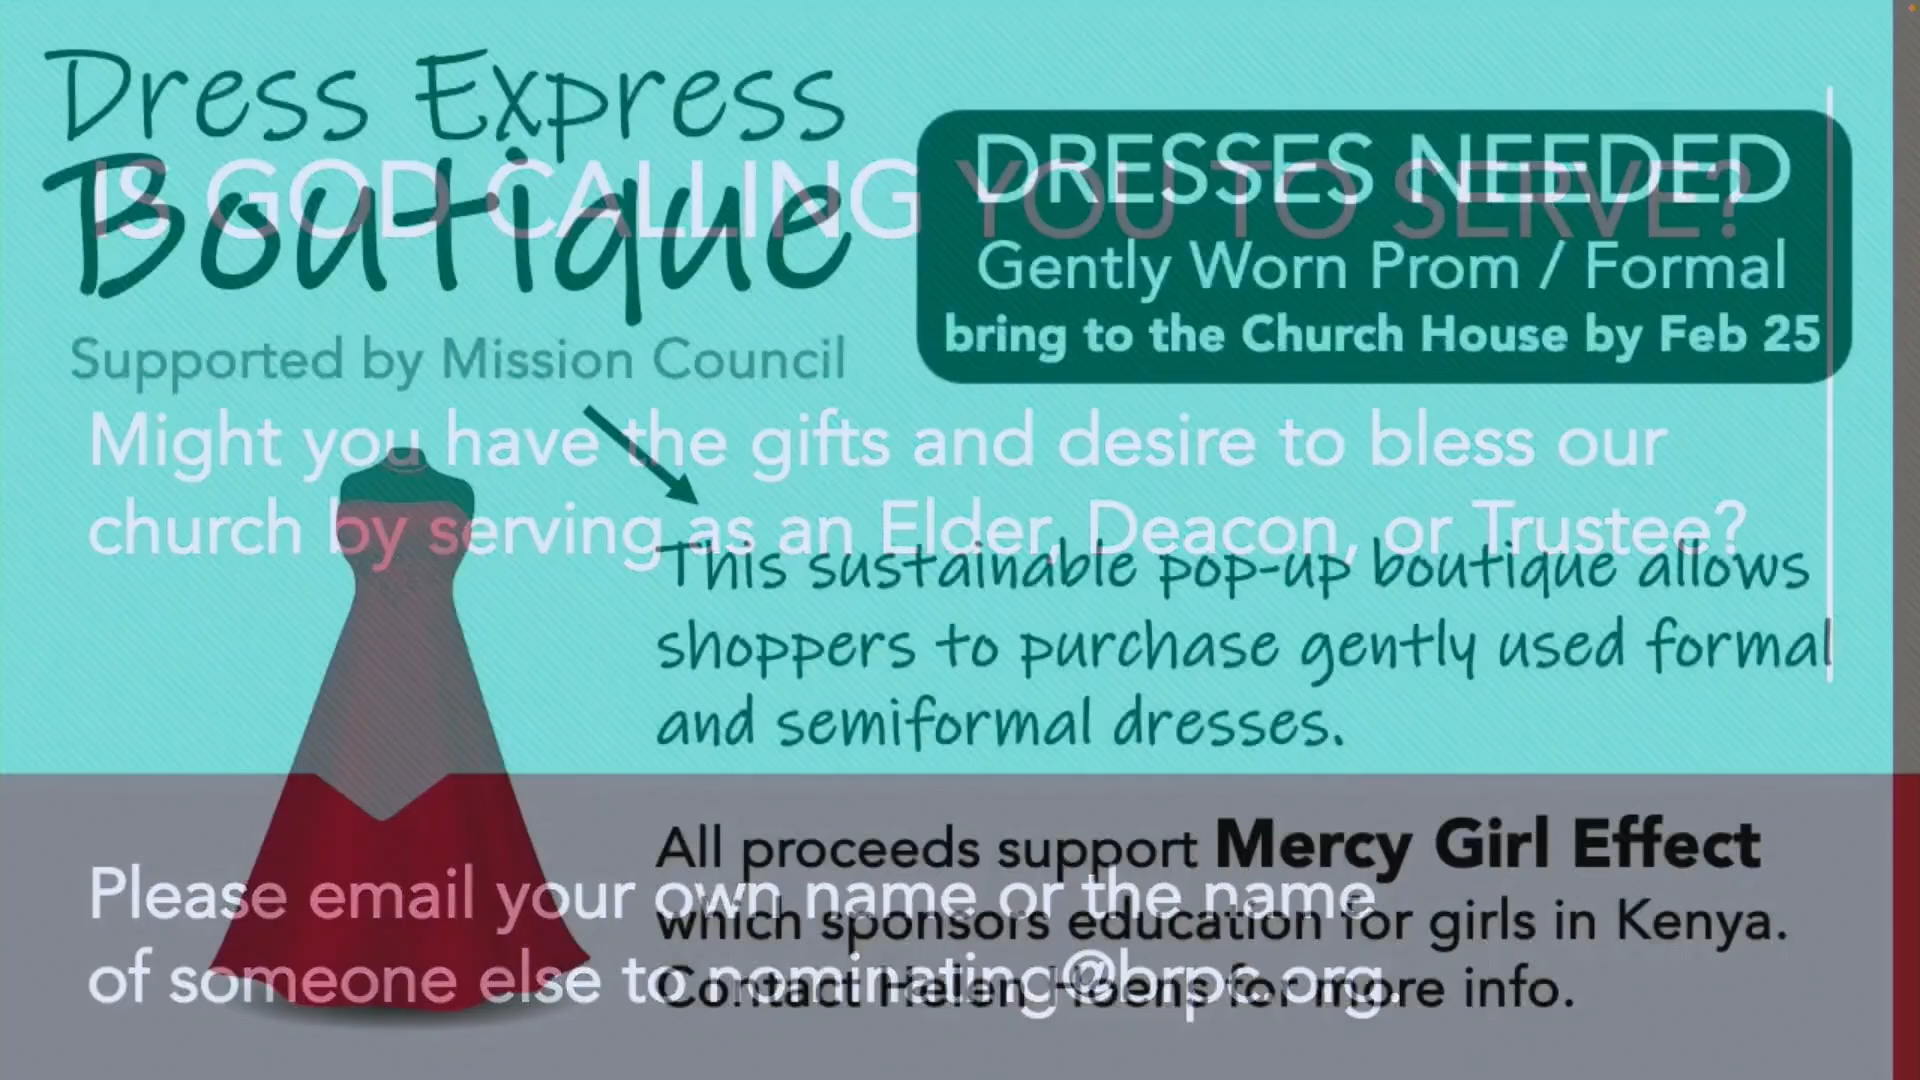 Dress Express
Boutique
Supported by Mission Council
DRESSES NEEDED
Gently Worn Prom / Formal
bring to the Church House by Feb 25
This sustainable pop-up boutique allows
shoppers to purchase gently used formal
and semiformal dresses.
All proceeds support Mercy Girl Effect
which sponsors education for girls in Kenya.
Contact Helen Hoens for more info.
IS GOD CALLING YOU TO SERVE?
Might you have the gifts and desire to bless our
church by serving as an Elder, Deacon, or Trustee?
Please email your own name or the name
of someone else to nominating@brpc.org.